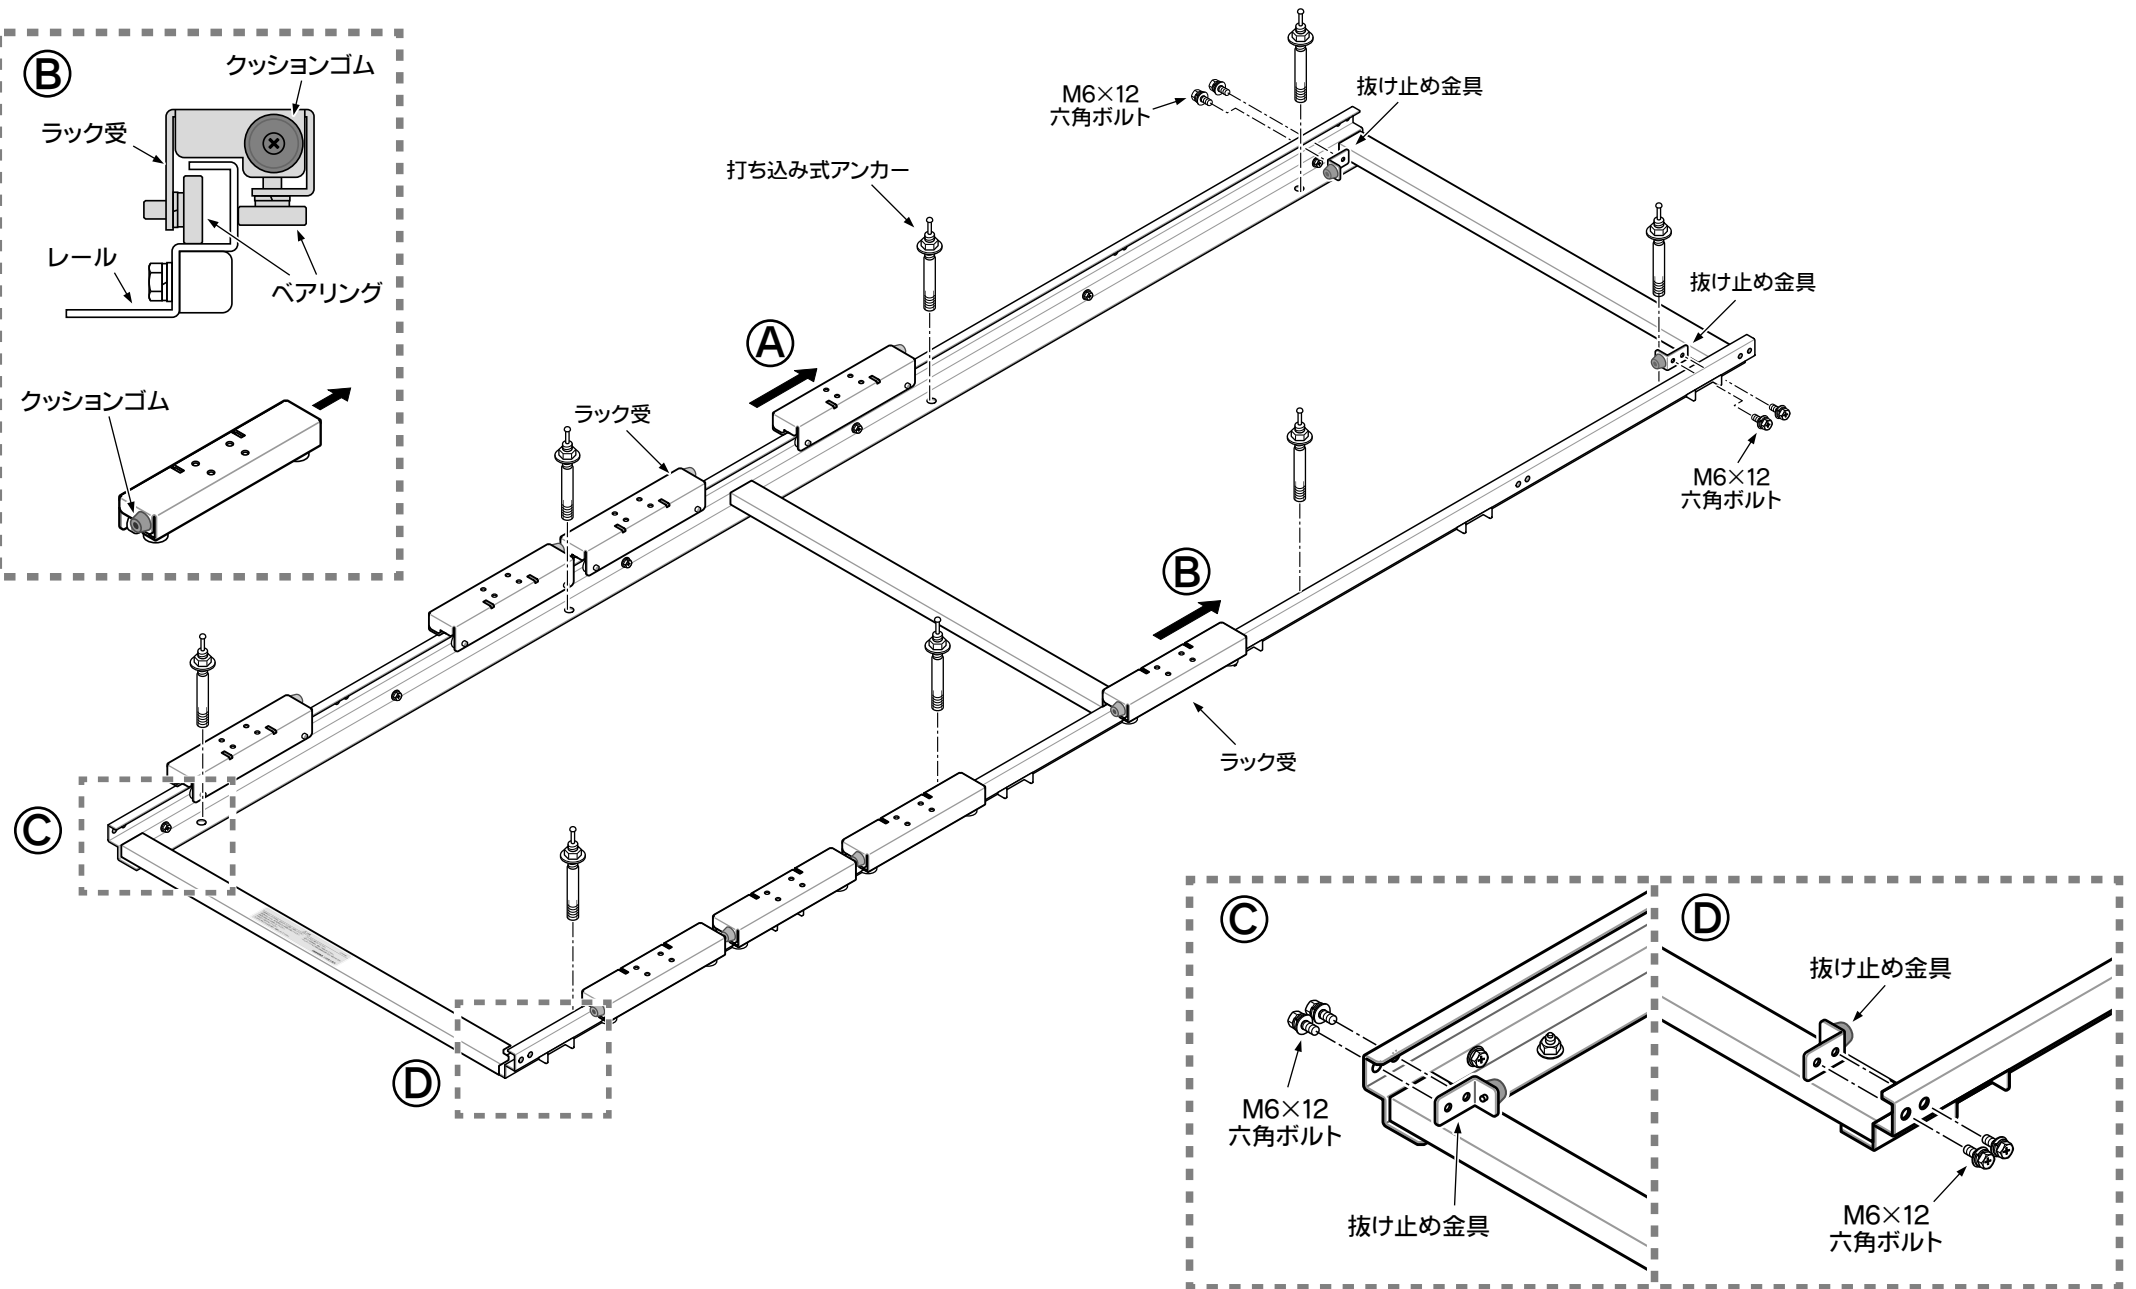 B
クッションゴム
ラック受
レール
ベアリング
クッションゴム
M6×12
六角ボルト
抜け止め金具
打ち込み式アンカー
抜け止め金具
M6×12
六角ボルト
A
ラック受
B
ラック受
C
D
C
M6×12
六角ボルト
抜け止め金具
D
抜け止め金具
M6×12
六角ボルト